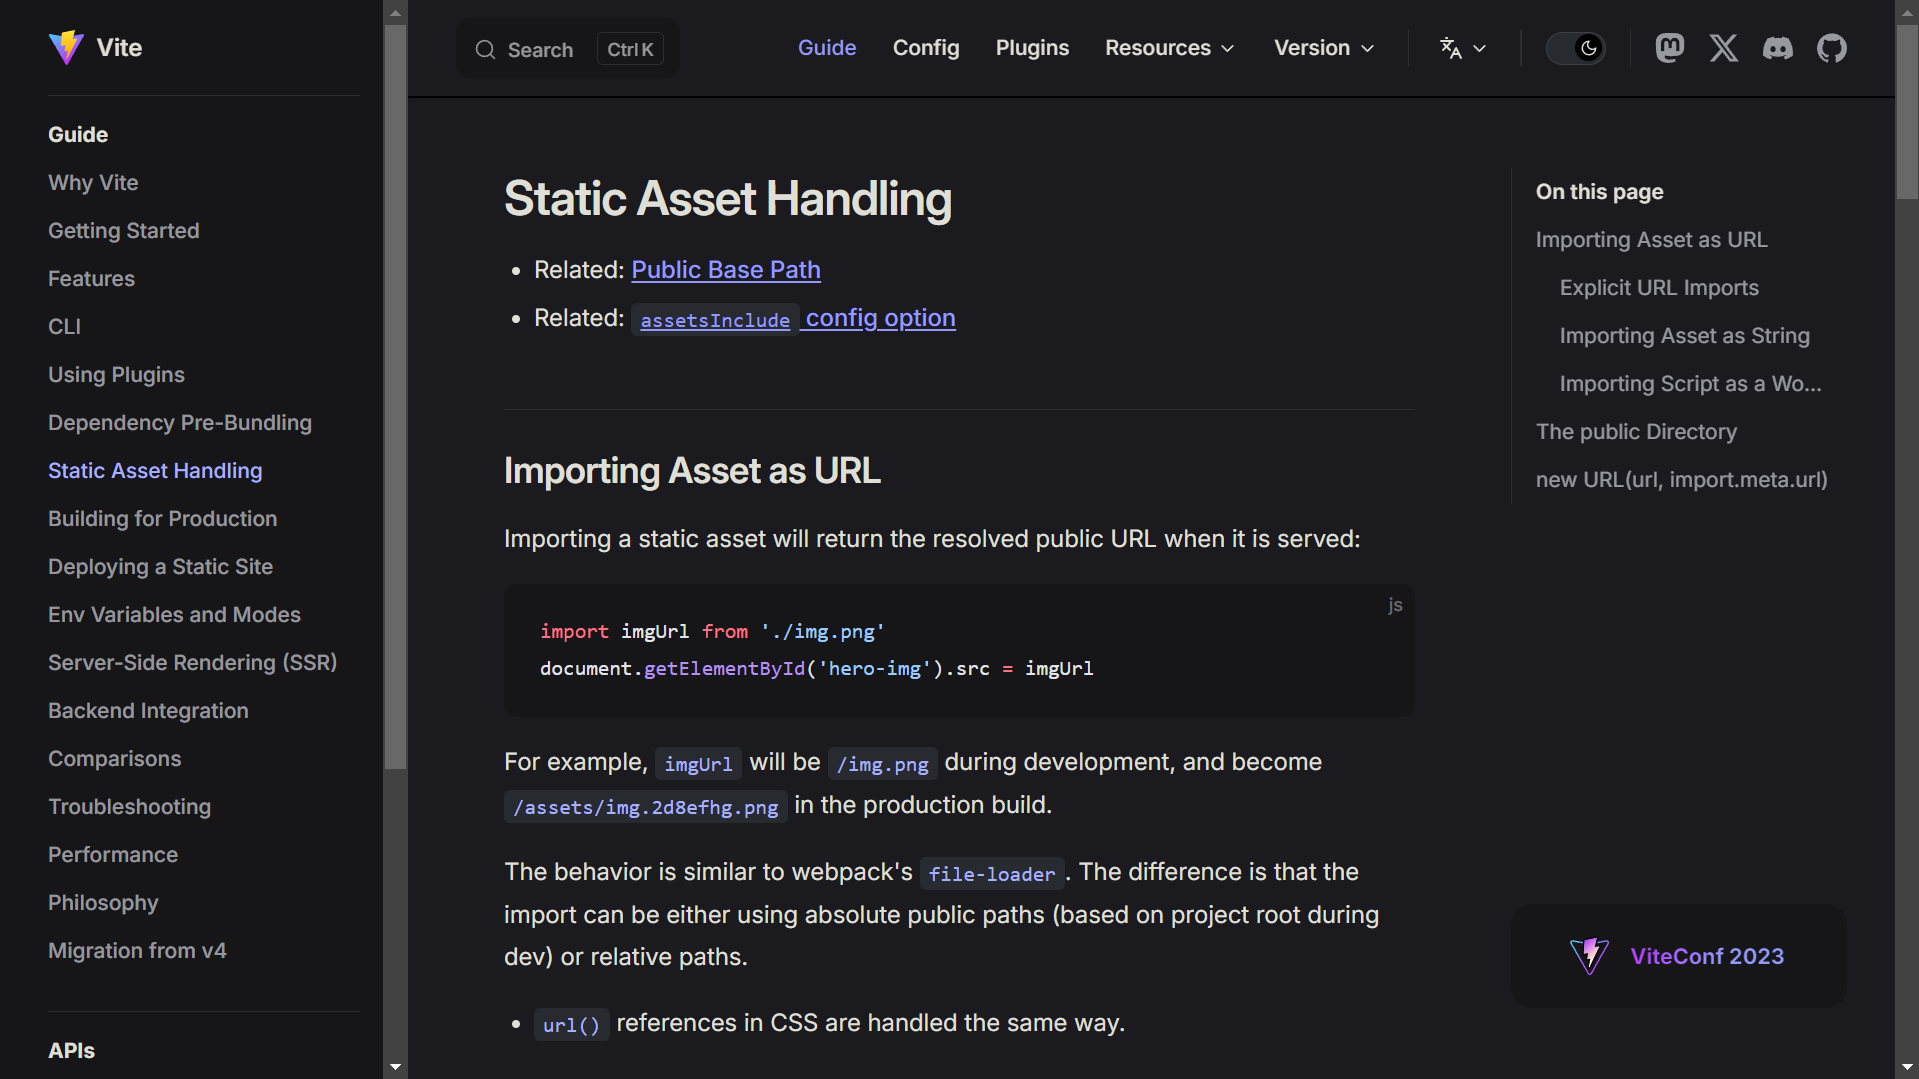 Vite
Search Ctrl K
Guide Config Plugins Resources Version
Guide
Why Vite
Getting Started
Features
CLI
Using Plugins
Dependency Pre-Bundling
Static Asset Handling
Building for Production
Deploying a Static Site
Env Variables and Modes
Server-Side Rendering (SSR)
Backend Integration
Comparisons
Troubleshooting
Performance
Philosophy
Migration from v4
APIs
Static Asset Handling
• Related: Public Base Path
• Related: assetsInclude config option
Importing Asset as URL
Importing a static asset will return the resolved public URL when it is served:
js
import imgUrl from './img.png'
document.getElementById('hero-img').src = imgUrl
For example, imgUrl will be /img.png during development, and become
/assets/img.2d8efhg.png in the production build.
The behavior is similar to webpack's file-loader. The difference is that the
import can be either using absolute public paths (based on project root during
dev) or relative paths.
• url() references in CSS are handled the same way.
On this page
Importing Asset as URL
Explicit URL Imports
Importing Asset as String
Importing Script as a Wo...
The public Directory
new URL(url, import.meta.url)
ViteConf 2023